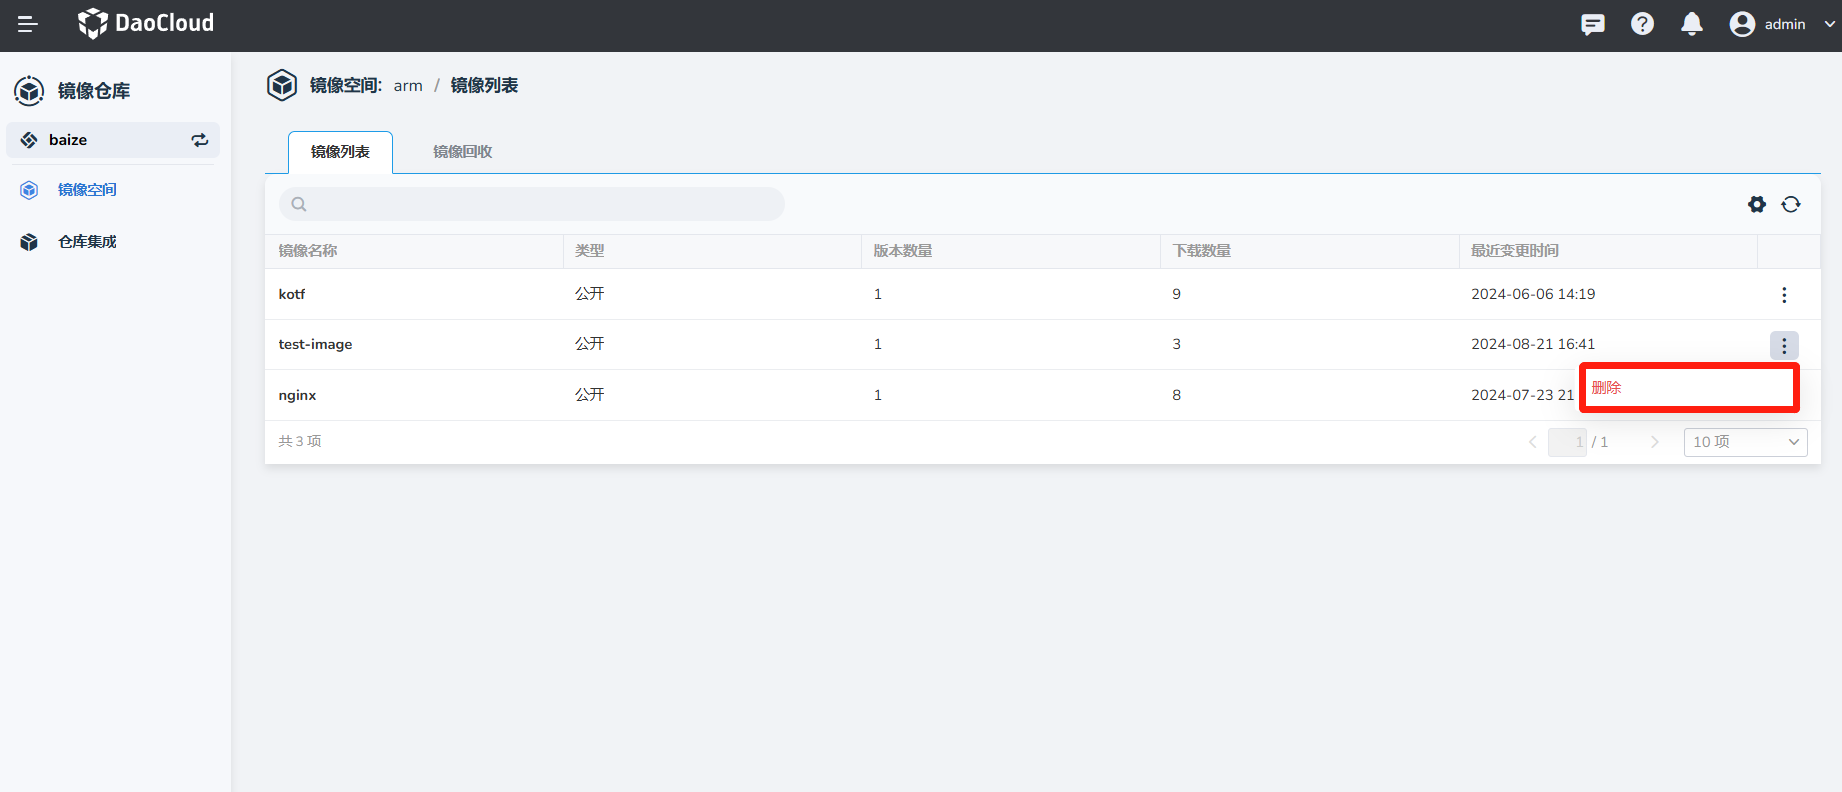 DaoCloud
admin
镜像仓库
baize
镜像空间
仓库集成
镜像空间: arm / 镜像列表
镜像列表 镜像回收
镜像名称 类型 版本数量 下载数量 最近变更时间
kotf 公开 1 9 2024-06-06 14:19
test-image 公开 1 3 2024-08-21 16:41
nginx 公开 1 8 2024-07-23 21
删除
共 3 项
1 / 1
10 项